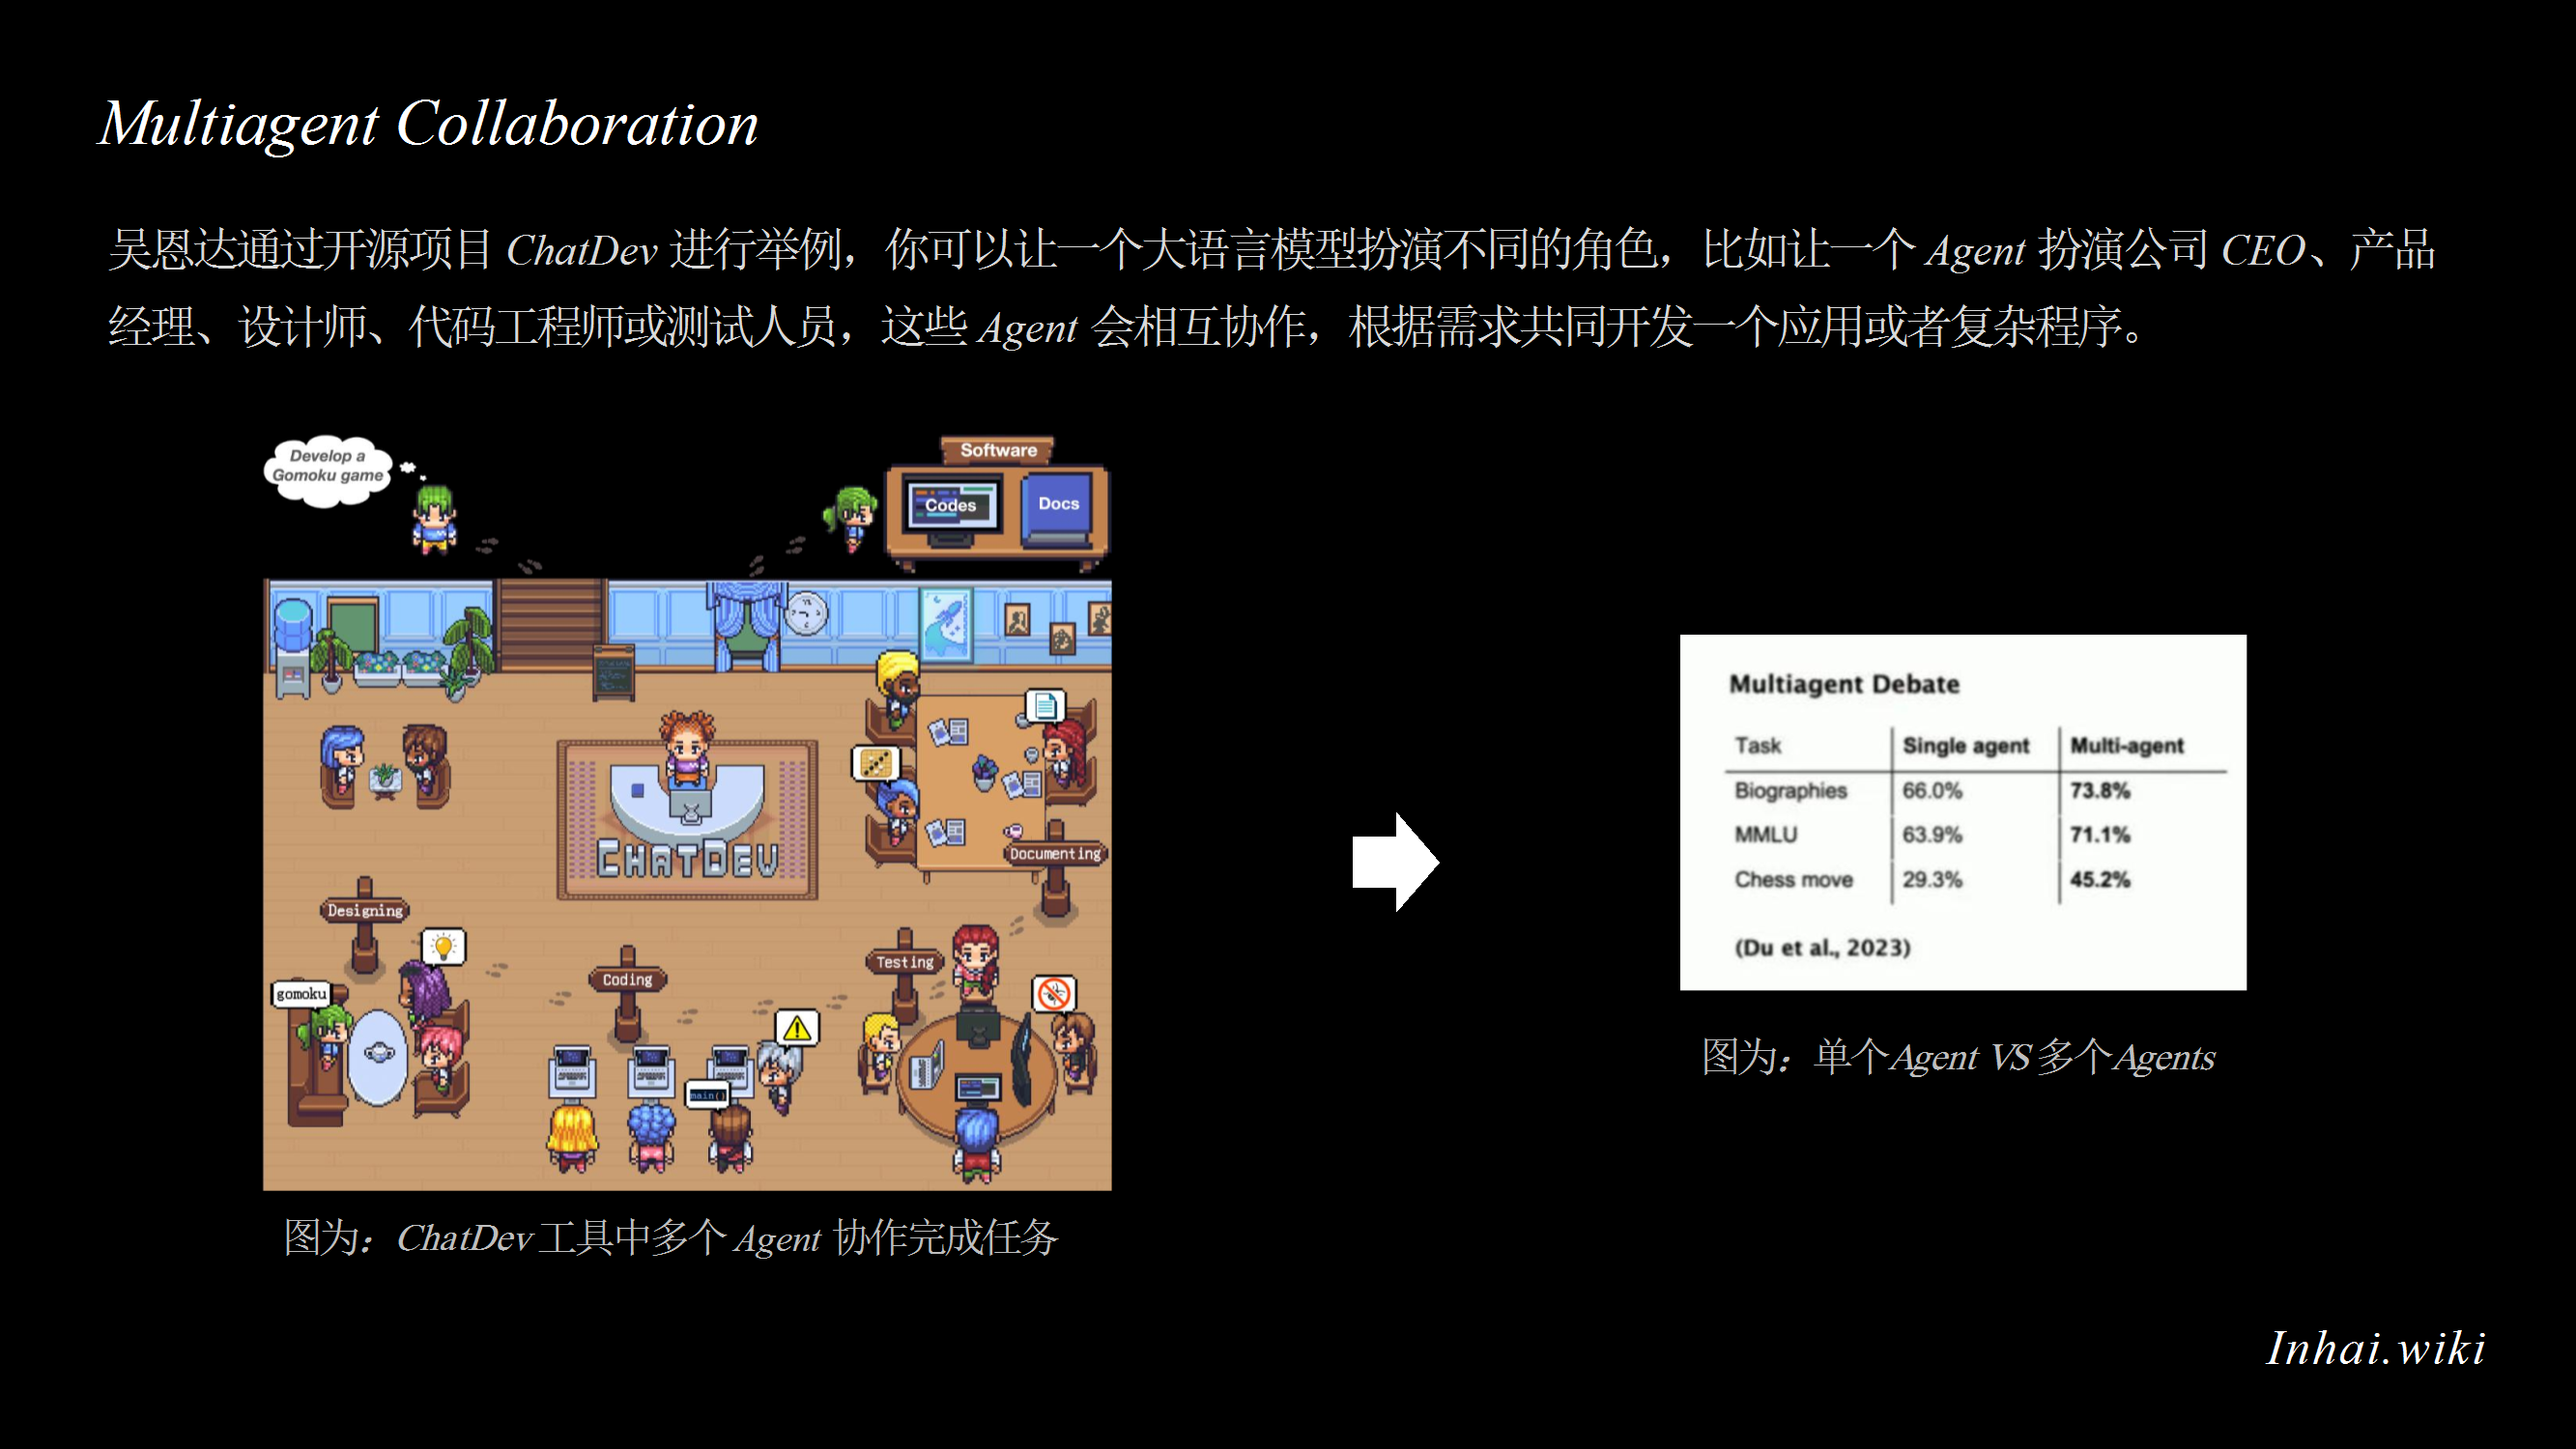 Multiagent Collaboration
吴恩达通过开源项目 ChatDev 进行举例，你可以让一个大语言模型扮演不同的角色，比如让一个 Agent 扮演公司 CEO、产品
经理、设计师、代码工程师或测试人员，这些 Agent 会相互协作，根据需求共同开发一个应用或者复杂程序。
Develop a
Gomoku game
Software
Codes
Docs
CHATDEV
Documenting
Designing
Coding
Testing
gomoku
main()
图为：ChatDev 工具中多个 Agent 协作完成任务
Multiagent Debate
Task Single agent Multi-agent
Biographies 66.0% 73.8%
MMLU 63.9% 71.1%
Chess move 29.3% 45.2%
(Du et al., 2023)
图为：单个Agent VS 多个Agents
Inhai.wiki